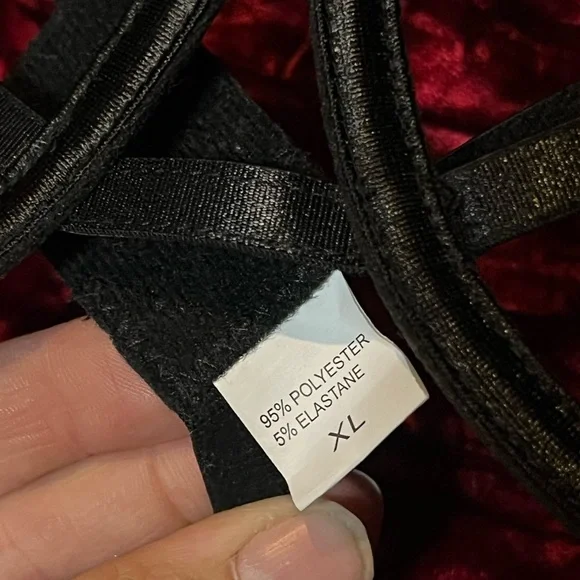 95% POLYESTER
5% ELASTANE
XL